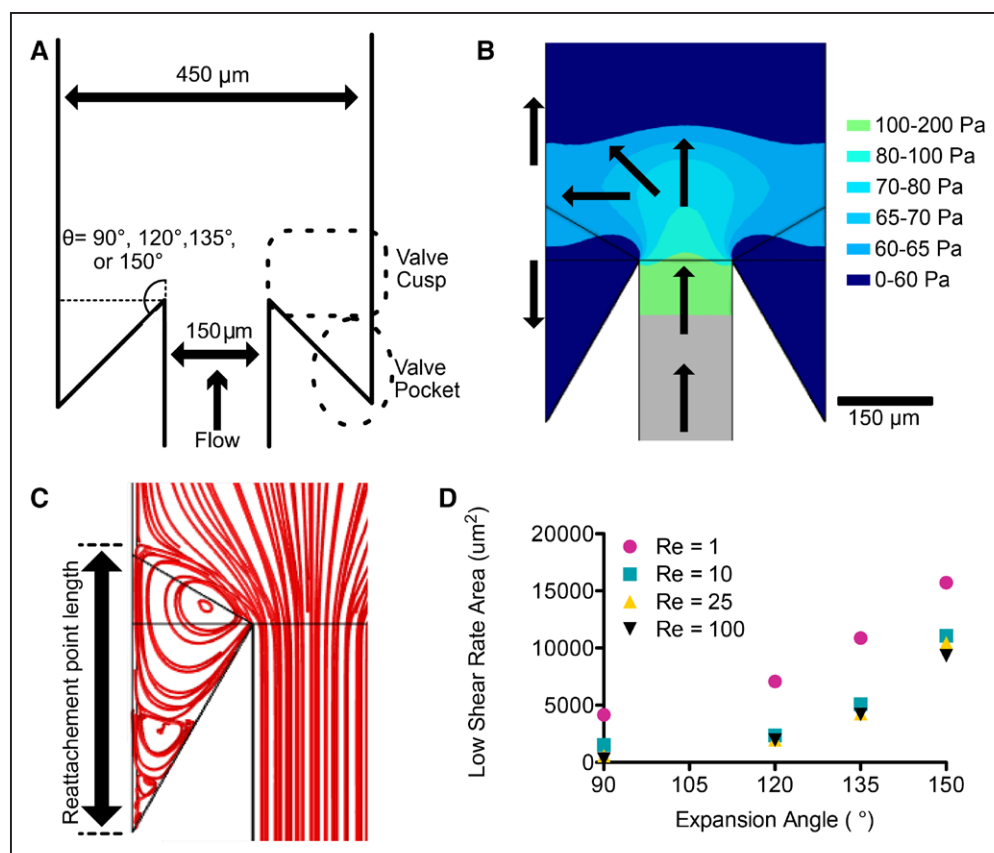 A
450 µm
θ= 90°, 120°,135°,
or 150°
Valve
Cusp
150 µm
Valve
Pocket
Flow
B
100-200 Pa
80-100 Pa
70-80 Pa
65-70 Pa
60-65 Pa
0-60 Pa
150 µm
C
Reattachement point length
D
Low Shear Rate Area (um²)
20000
15000
10000
5000
0
Re = 1
Re = 10
Re = 25
Re = 100
90
105
120
135
150
Expansion Angle ( °)